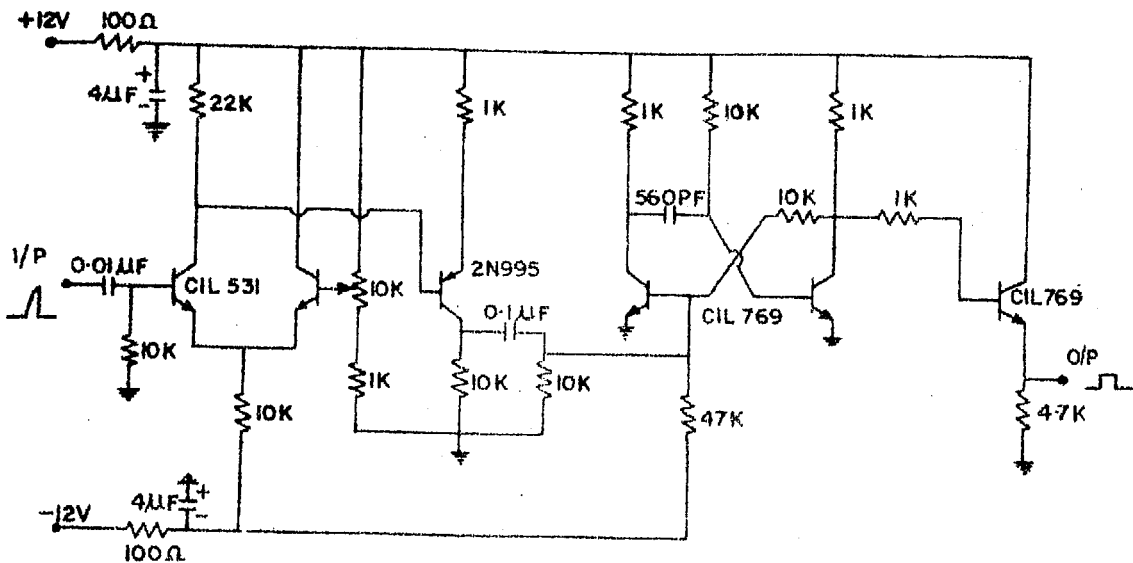 +12V
100Ω
4μF
+
-
22K
1K
1K
10K
1K
560PF
10K
1K
I/P
0.01μF
CIL 531
2N995
10K
0.1μF
CIL 769
CIL769
10K
1K
10K
10K
O/P
10K
47K
4.7K
4μF
+
-
-12V
100Ω